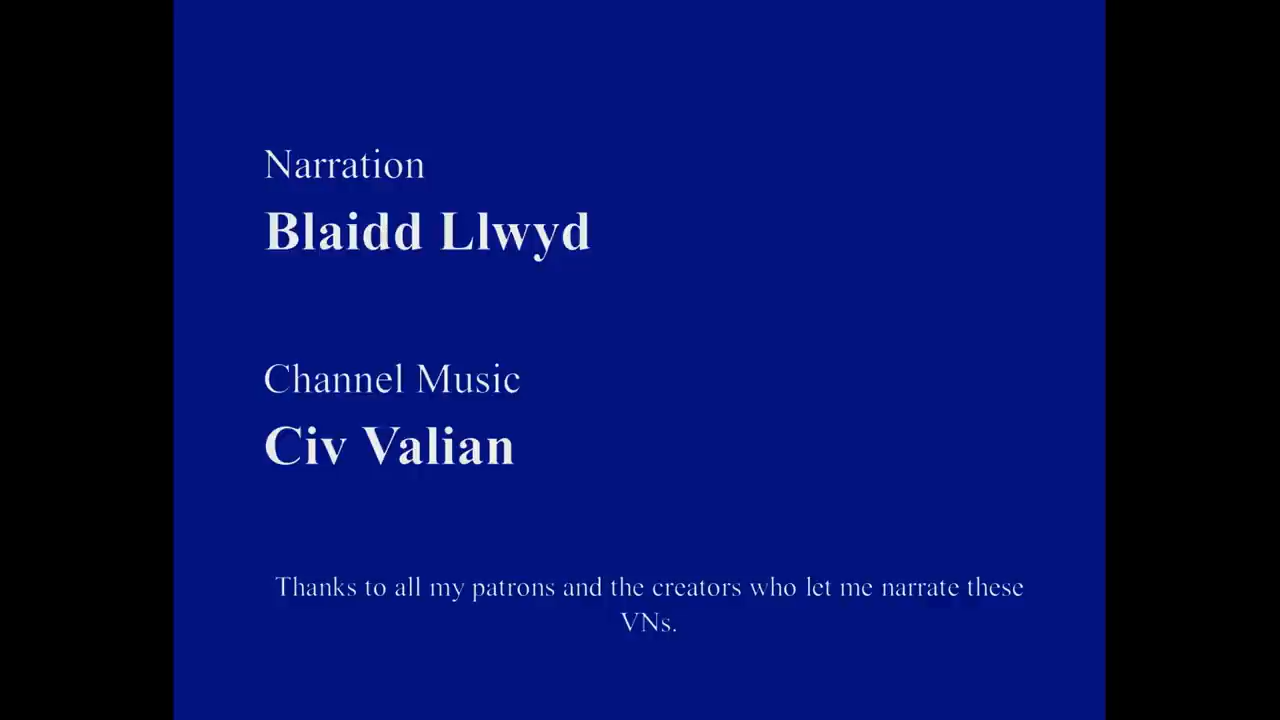 Narration
Blaidd Llwyd
Channel Music
Civ Valian
Thanks to all my patrons and the creators who let me narrate these
VNs.